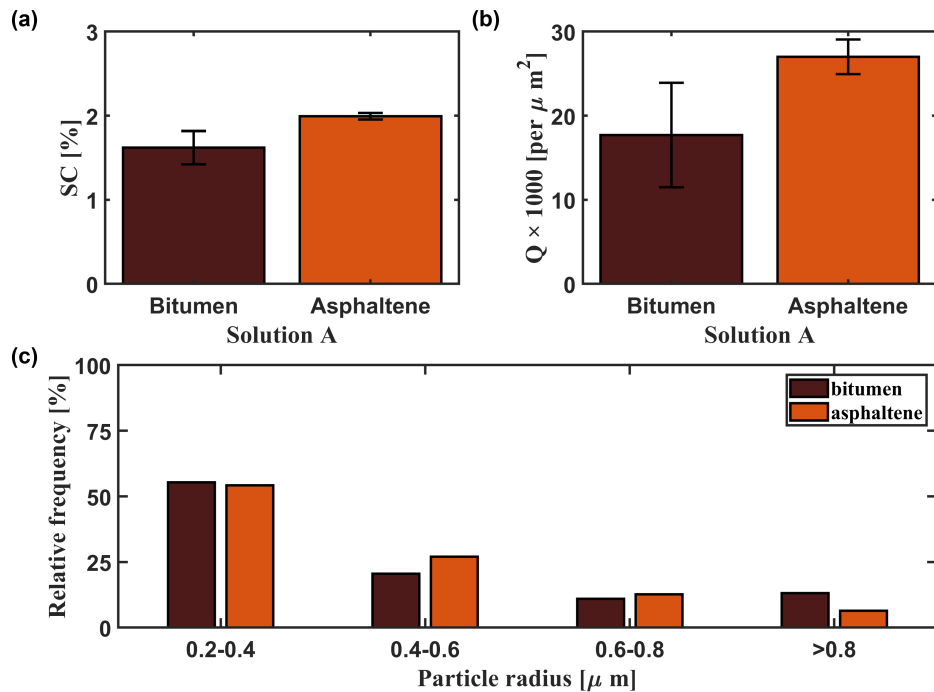 (a)
3
2
1
0
SC [%]
Bitumen Asphaltene
Solution A
(b)
30
20
10
0
Q × 1000 [per μ m²]
Bitumen Asphaltene
Solution A
(c)
100
75
50
25
0
Relative frequency [%]
bitumen
asphaltene
0.2-0.4 0.4-0.6 0.6-0.8 >0.8
Particle radius [μ m]